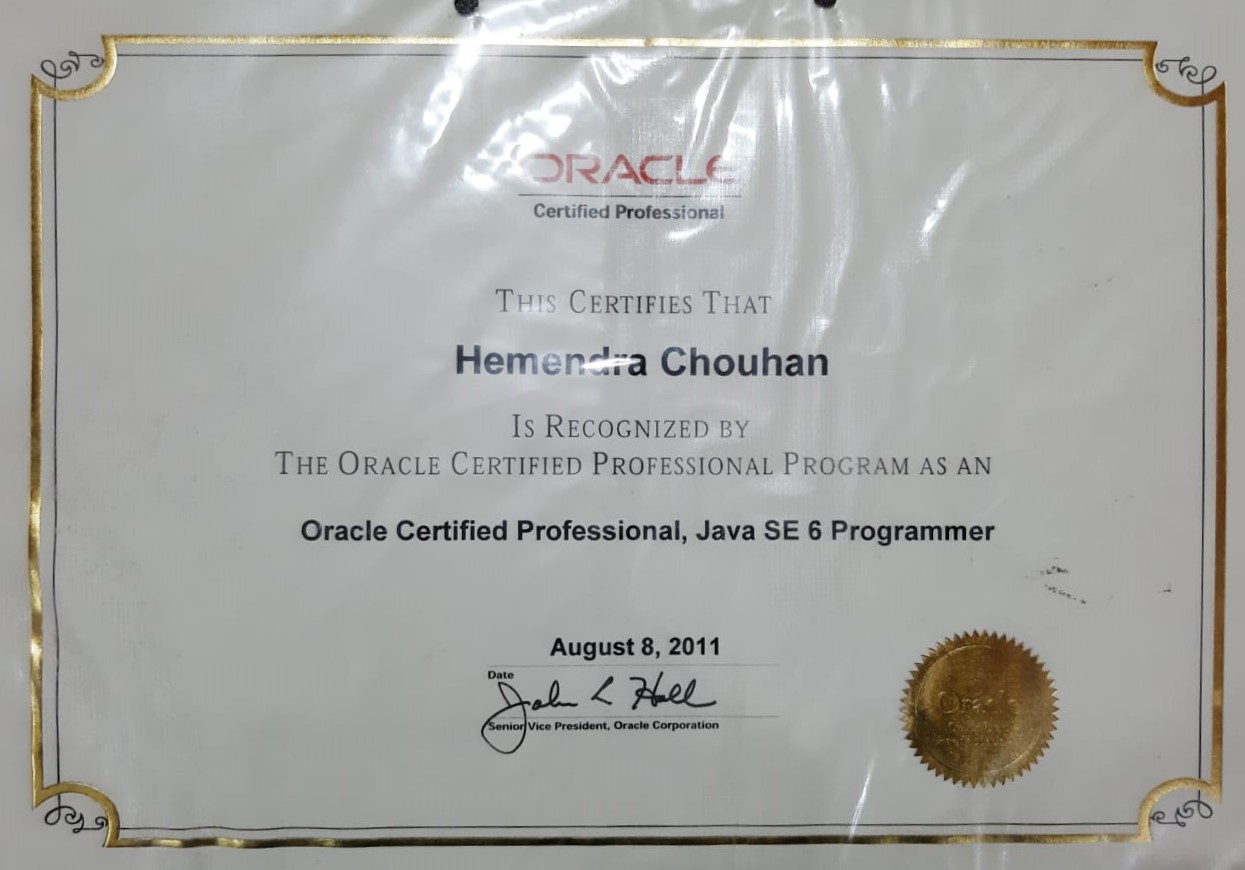 ORACLE
Certified Professional
THIS CERTIFIES THAT
Hemendra Chouhan
IS RECOGNIZED BY
THE ORACLE CERTIFIED PROFESSIONAL PROGRAM AS AN
Oracle Certified Professional, Java SE 6 Programmer
August 8, 2011
Date
John L Hall
Senior Vice President, Oracle Corporation
Oracle